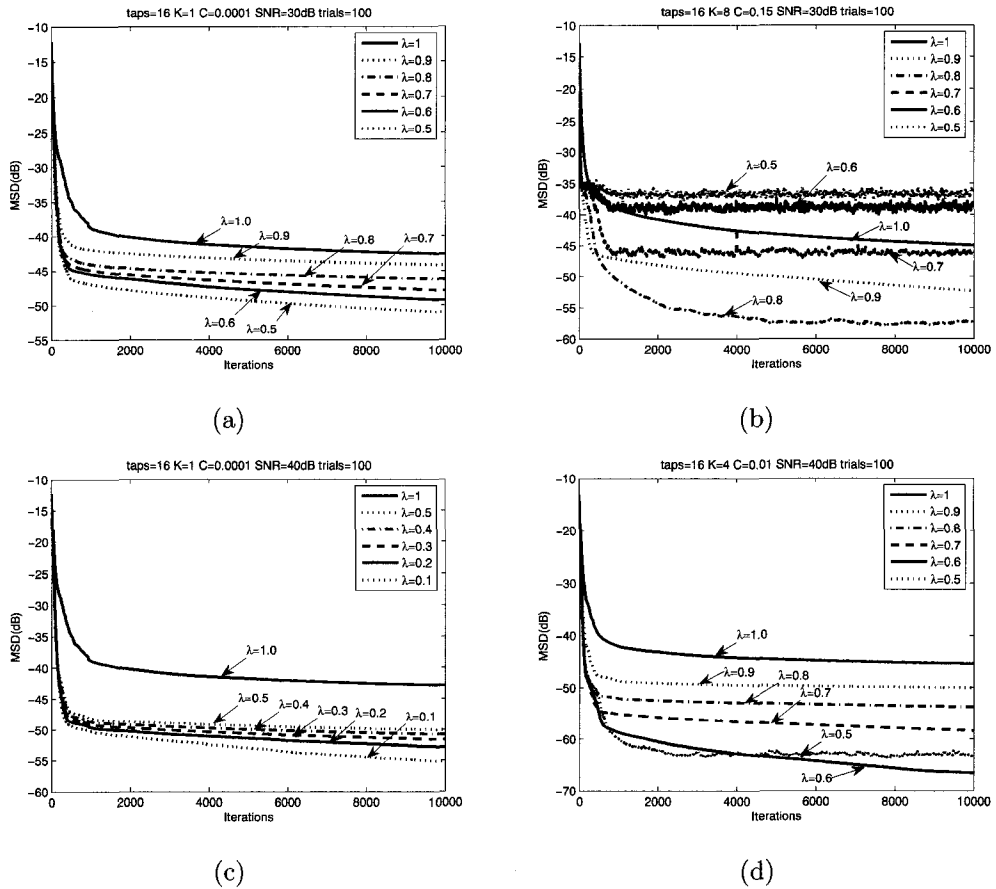 taps=16 K=1 C=0.0001 SNR=30dB trials=100
λ=1
λ=0.9
λ=0.8
λ=0.7
λ=0.6
λ=0.5
λ=1.0
λ=0.9
λ=0.8
λ=0.7
λ=0.6
λ=0.5
MSD(dB)
-10
-15
-20
-25
-30
-35
-40
-45
-50
-55
0 2000 4000 6000 8000 10000
Iterations
(a)
taps=16 K=8 C=0.15 SNR=30dB trials=100
λ=1
λ=0.9
λ=0.8
λ=0.7
λ=0.6
λ=0.5
λ=0.5
λ=0.6
λ=1.0
λ=0.7
λ=0.9
λ=0.8
MSD(dB)
-10
-15
-20
-25
-30
-35
-40
-45
-50
-55
-60
0 2000 4000 6000 8000 10000
Iterations
(b)
taps=16 K=1 C=0.0001 SNR=40dB trials=100
λ=1
λ=0.5
λ=0.4
λ=0.3
λ=0.2
λ=0.1
λ=1.0
λ=0.5
λ=0.4
λ=0.3
λ=0.2
λ=0.1
MSD(dB)
-10
-15
-20
-25
-30
-35
-40
-45
-50
-55
-60
0 2000 4000 6000 8000 10000
Iterations
(c)
taps=16 K=4 C=0.01 SNR=40dB trials=100
λ=1
λ=0.9
λ=0.8
λ=0.7
λ=0.6
λ=0.5
λ=1.0
λ=0.9
λ=0.8
λ=0.7
λ=0.5
λ=0.6
MSD(dB)
-10
-20
-30
-40
-50
-60
-70
0 2000 4000 6000 8000 10000
Iterations
(d)